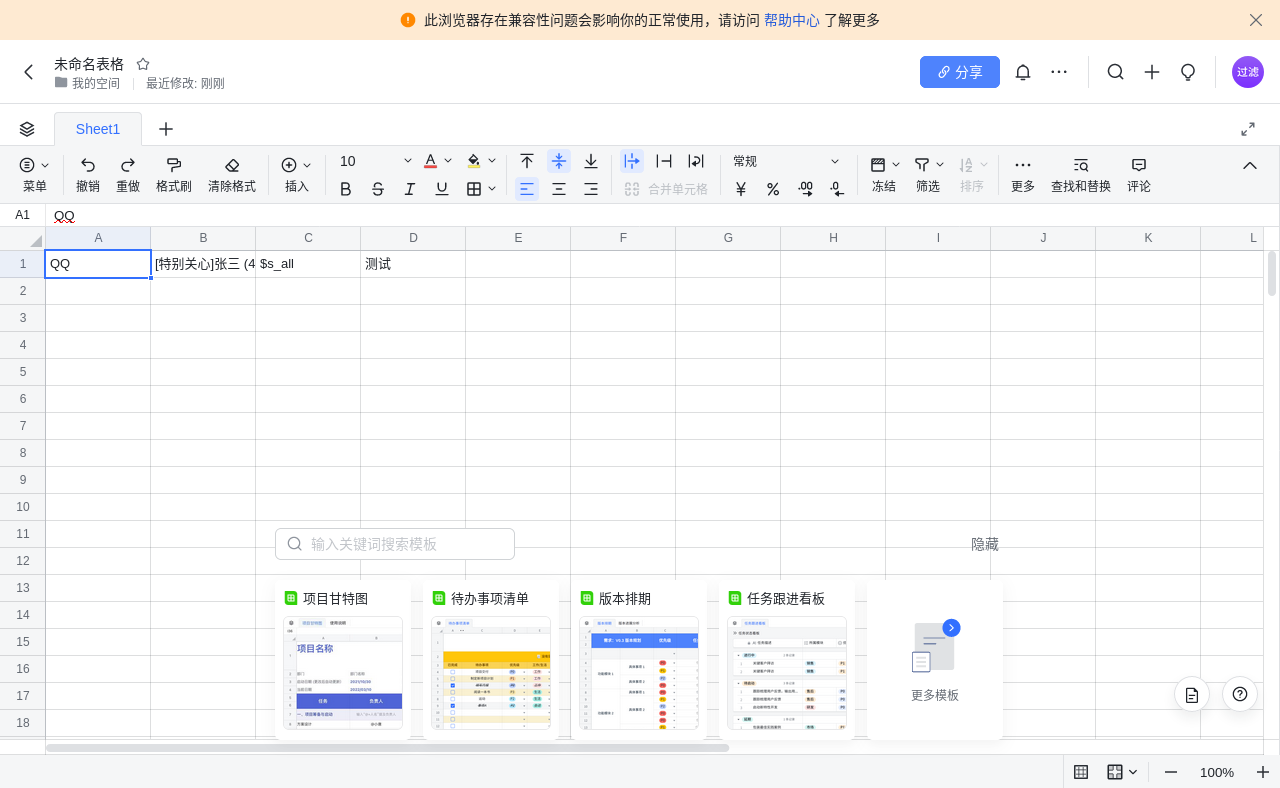 此浏览器存在兼容性问题会影响你的正常使用，请访问 帮助中心 了解更多
未命名表格
我的空间 最近修改: 刚刚
分享
过滤
Sheet1
10 常规
菜单 撤销 重做 格式刷 清除格式 插入 合并单元格 冻结 筛选 排序 更多 查找和替换 评论
A1 QQ
A B C D E F G H I J K L
1 QQ [特别关心]张三 (4 $s_all 测试
2
3
4
5
6
7
8
9
10
11
输入关键词搜索模板 隐藏
12
13
项目甘特图 待办事项清单 版本排期 任务跟进看板
14
15
项目名称
16
17
更多模板
任务 负责人
18
100%